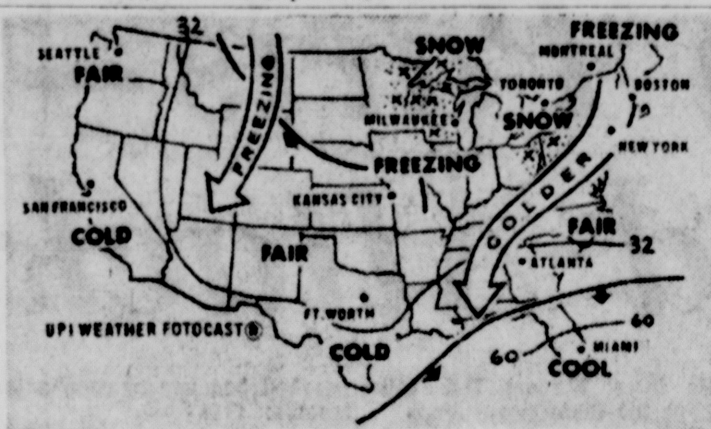 32
FREEZING
SEATTLE
SNOW
MONTREAL
FAIR
FREEZING
TORONTO
BOSTON
MILWAUKEE
SNOW
NEW YORK
FREEZING
KANSAS CITY
SAN FRANCISCO
COLDER
COLD
FAIR
FAIR
32
ATLANTA
FT. WORTH
UPI WEATHER FOTOCAST ®
60
COLD
60
MIAMI
COOL